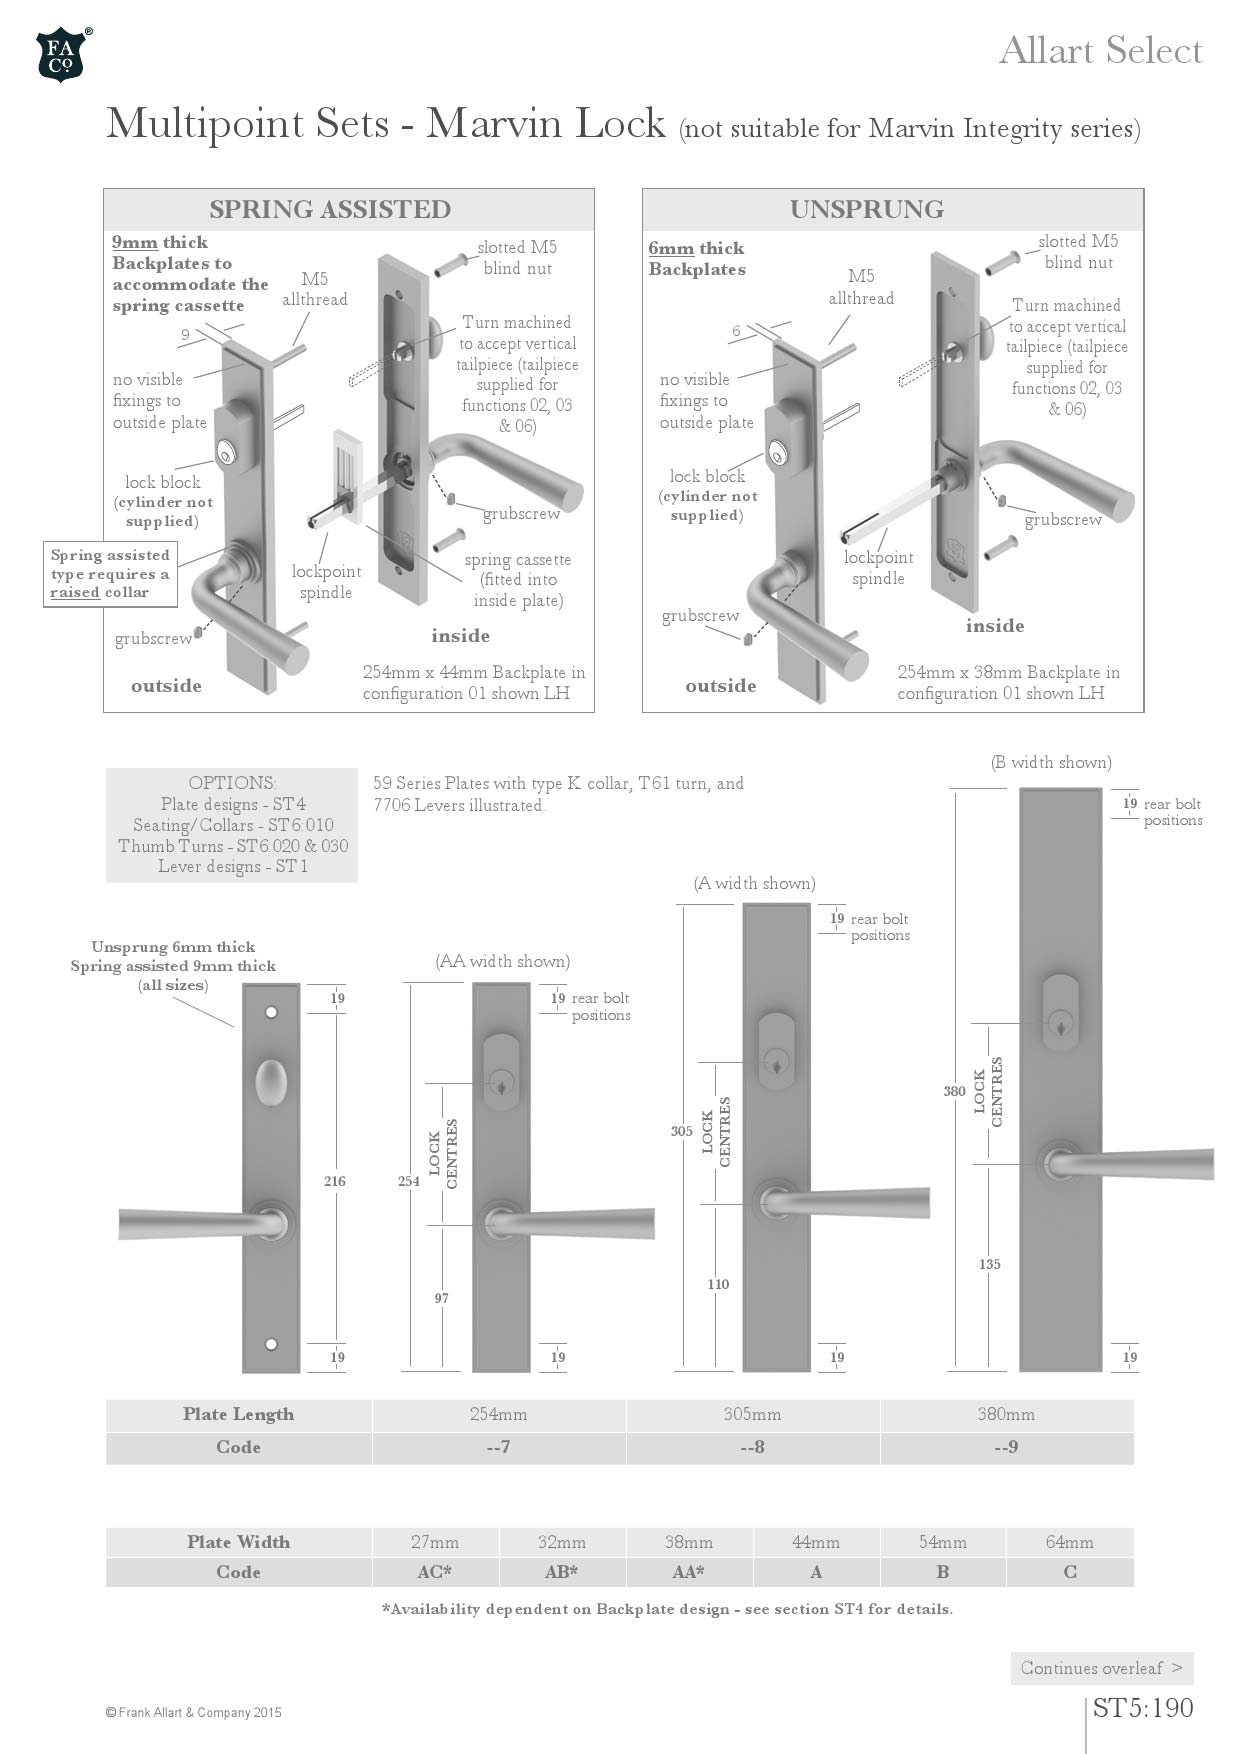 FA
Co.
®
Allart Select
Multipoint Sets - Marvin Lock (not suitable for Marvin Integrity series)
SPRING ASSISTED
9mm thick
Backplates to
accommodate the
spring cassette
M5
allthread
slotted M5
blind nut
9
Turn machined
to accept vertical
tailpiece (tailpiece
supplied for
functions 02, 03
& 06)
no visible
fixings to
outside plate
lock block
(cylinder not
supplied)
grubscrew
Spring assisted
type requires a
raised collar
lockpoint
spindle
spring cassette
(fitted into
inside plate)
grubscrew
inside
outside
254mm x 44mm Backplate in
configuration 01 shown LH
UNSPRUNG
6mm thick
Backplates
M5
allthread
slotted M5
blind nut
6
Turn machined
to accept vertical
tailpiece (tailpiece
supplied for
functions 02, 03
& 06)
no visible
fixings to
outside plate
lock block
(cylinder not
supplied)
grubscrew
lockpoint
spindle
grubscrew
inside
outside
254mm x 38mm Backplate in
configuration 01 shown LH
OPTIONS:
Plate designs - ST4
Seating/Collars - ST6:010
Thumb Turns - ST6:020 & 030
Lever designs - ST1
59 Series Plates with type K collar, T61 turn, and
7706 Levers illustrated.
Unsprung 6mm thick
Spring assisted 9mm thick
(all sizes)
19
216
19
(AA width shown)
19 rear bolt
positions
254
LOCK
CENTRES
97
19
(A width shown)
19 rear bolt
positions
305
LOCK
CENTRES
110
19
(B width shown)
19 rear bolt
positions
380
LOCK
CENTRES
135
19
Plate Length 254mm 305mm 380mm
Code --7 --8 --9
Plate Width 27mm 32mm 38mm 44mm 54mm 64mm
Code AC* AB* AA* A B C
*Availability dependent on Backplate design - see section ST4 for details.
Continues overleaf >
© Frank Allart & Company 2015
ST5:190